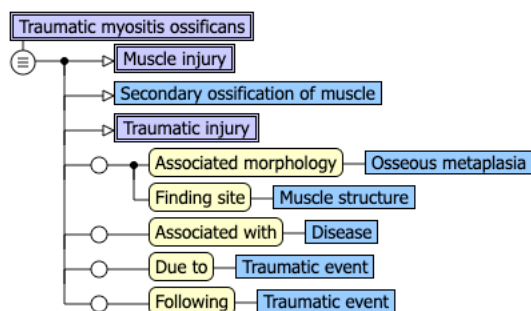 Traumatic myositis ossificans
Muscle injury
Secondary ossification of muscle
Traumatic injury
Associated morphology Osseous metaplasia
Finding site Muscle structure
Associated with Disease
Due to Traumatic event
Following Traumatic event